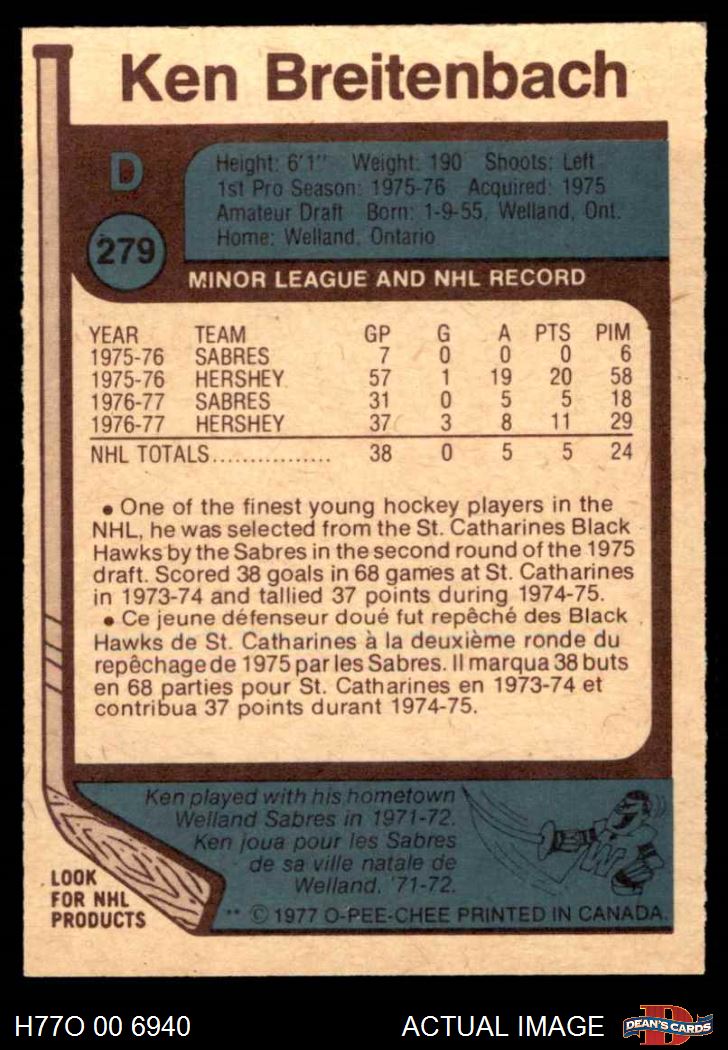 Ken Breitenbach
D
279
Height: 6'1" Weight: 190 Shoots: Left
1st Pro Season: 1975-76 Acquired: 1975
Amateur Draft Born: 1-9-55, Welland, Ont.
Home: Welland, Ontario
MINOR LEAGUE AND NHL RECORD
YEAR TEAM GP G A PTS PIM
1975-76 SABRES 7 0 0 0 6
1975-76 HERSHEY 57 1 19 20 58
1976-77 SABRES 31 0 5 5 18
1976-77 HERSHEY 37 3 8 11 29
NHL TOTALS................ 38 0 5 5 24
• One of the finest young hockey players in the
NHL, he was selected from the St. Catharines Black
Hawks by the Sabres in the second round of the 1975
draft. Scored 38 goals in 68 games at St. Catharines
in 1973-74 and tallied 37 points during 1974-75.
• Ce jeune défenseur doué fut repêché des Black
Hawks de St. Catharines à la deuxième ronde du
repêchage de 1975 par les Sabres. Il marqua 38 buts
en 68 parties pour St. Catharines en 1973-74 et
contribua 37 points durant 1974-75.
Ken played with his hometown
Welland Sabres in 1971-72.
Ken joua pour les Sabres
de sa ville natale de
Welland, '71-72.
W
LOOK
FOR NHL
PRODUCTS
** © 1977 O-PEE-CHEE PRINTED IN CANADA.
H77O 00 6940 ACTUAL IMAGE
D
DEAN'S CARDS